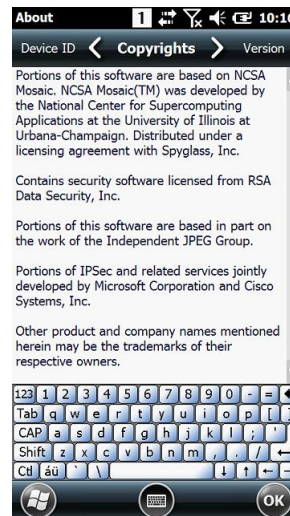 About 1 10:10
Device ID Copyrights Version
Portions of this software are based on NCSA
Mosaic. NCSA Mosaic(TM) was developed by
the National Center for Supercomputing
Applications at the University of Illinois at
Urbana-Champaign. Distributed under a
licensing agreement with Spyglass, Inc.
Contains security software licensed from RSA
Data Security, Inc.
Portions of this software are based in part on
the work of the Independent JPEG Group.
Portions of IPSec and related services jointly
developed by Microsoft Corporation and Cisco
Systems, Inc.
Other product and company names mentioned
herein may be the trademarks of their
respective owners.
123 1 2 3 4 5 6 7 8 9 0 - =
Tab q w e r t y u i o p [ ]
CAP a s d f g h j k l ; '
Shift z x c v b n m , . /
Ctl áü ` \
OK